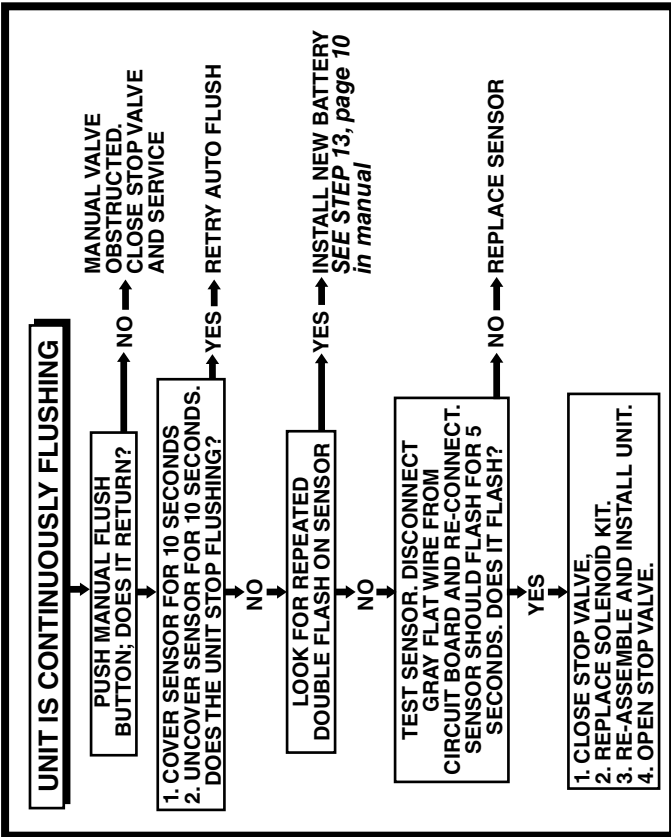 UNIT IS CONTINUOUSLY FLUSHING
PUSH MANUAL FLUSH
BUTTON; DOES IT RETURN?
NO
MANUAL VALVE
OBSTRUCTED.
CLOSE STOP VALVE
AND SERVICE
1. COVER SENSOR FOR 10 SECONDS
2. UNCOVER SENSOR FOR 10 SECONDS.
DOES THE UNIT STOP FLUSHING?
YES
RETRY AUTO FLUSH
NO
LOOK FOR REPEATED
DOUBLE FLASH ON SENSOR
YES
INSTALL NEW BATTERY
SEE STEP 13, page 10
in manual
NO
TEST SENSOR. DISCONNECT
GRAY FLAT WIRE FROM
CIRCUIT BOARD AND RE-CONNECT.
SENSOR SHOULD FLASH FOR 5
SECONDS. DOES IT FLASH?
NO
REPLACE SENSOR
YES
1. CLOSE STOP VALVE,
2. REPLACE SOLENOID KIT.
3. RE-ASSEMBLE AND INSTALL UNIT.
4. OPEN STOP VALVE.